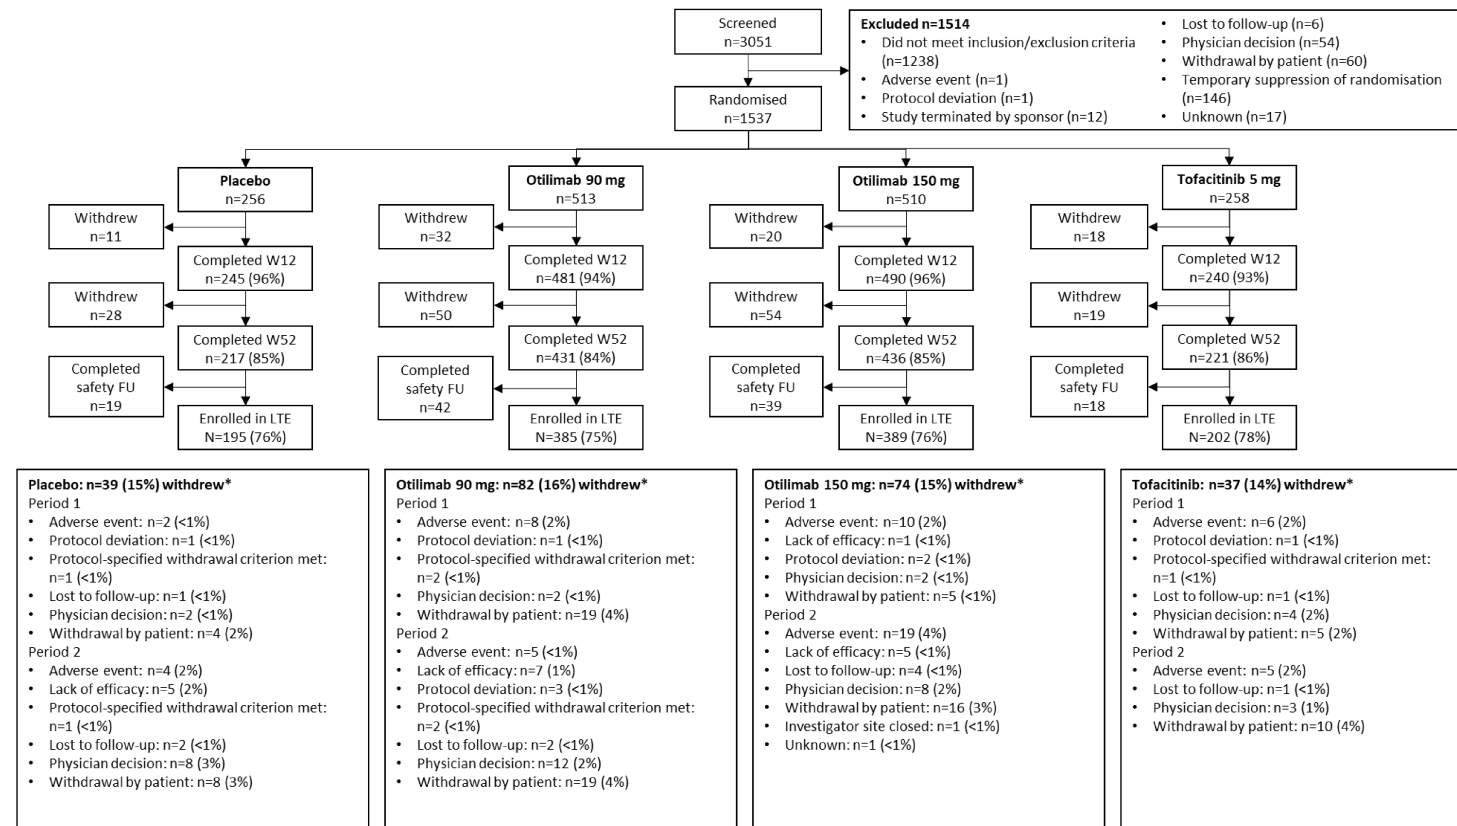 Screened
n=3051
Excluded n=1514
• Did not meet inclusion/exclusion criteria
(n=1238)
• Adverse event (n=1)
• Protocol deviation (n=1)
• Study terminated by sponsor (n=12)
• Lost to follow-up (n=6)
• Physician decision (n=54)
• Withdrawal by patient (n=60)
• Temporary suppression of randomisation
(n=146)
• Unknown (n=17)
Randomised
n=1537
Placebo
n=256
Withdrew
n=11
Completed W12
n=245 (96%)
Withdrew
n=28
Completed W52
n=217 (85%)
Completed
safety FU
n=19
Enrolled in LTE
N=195 (76%)
Otilimab 90 mg
n=513
Withdrew
n=32
Completed W12
n=481 (94%)
Withdrew
n=50
Completed W52
n=431 (84%)
Completed
safety FU
n=42
Enrolled in LTE
N=385 (75%)
Otilimab 150 mg
n=510
Withdrew
n=20
Completed W12
n=490 (96%)
Withdrew
n=54
Completed W52
n=436 (85%)
Completed
safety FU
n=39
Enrolled in LTE
N=389 (76%)
Tofacitinib 5 mg
n=258
Withdrew
n=18
Completed W12
n=240 (93%)
Withdrew
n=19
Completed W52
n=221 (86%)
Completed
safety FU
n=18
Enrolled in LTE
N=202 (78%)
Placebo: n=39 (15%) withdrew*
Period 1
• Adverse event: n=2 (<1%)
• Protocol deviation: n=1 (<1%)
• Protocol-specified withdrawal criterion met:
n=1 (<1%)
• Lost to follow-up: n=1 (<1%)
• Physician decision: n=2 (<1%)
• Withdrawal by patient: n=4 (2%)
Period 2
• Adverse event: n=4 (2%)
• Lack of efficacy: n=5 (2%)
• Protocol-specified withdrawal criterion met:
n=1 (<1%)
• Lost to follow-up: n=2 (<1%)
• Physician decision: n=8 (3%)
• Withdrawal by patient: n=8 (3%)
Otilimab 90 mg: n=82 (16%) withdrew*
Period 1
• Adverse event: n=8 (2%)
• Protocol deviation: n=1 (<1%)
• Protocol-specified withdrawal criterion met:
n=2 (<1%)
• Physician decision: n=2 (<1%)
• Withdrawal by patient: n=19 (4%)
Period 2
• Adverse event: n=5 (<1%)
• Lack of efficacy: n=7 (1%)
• Protocol deviation: n=3 (<1%)
• Protocol-specified withdrawal criterion met:
n=2 (<1%)
• Lost to follow-up: n=2 (<1%)
• Physician decision: n=12 (2%)
• Withdrawal by patient: n=19 (4%)
Otilimab 150 mg: n=74 (15%) withdrew*
Period 1
• Adverse event: n=10 (2%)
• Lack of efficacy: n=1 (<1%)
• Protocol deviation: n=2 (<1%)
• Physician decision: n=2 (<1%)
• Withdrawal by patient: n=5 (<1%)
Period 2
• Adverse event: n=19 (4%)
• Lack of efficacy: n=5 (<1%)
• Lost to follow-up: n=4 (<1%)
• Physician decision: n=8 (2%)
• Withdrawal by patient: n=16 (3%)
• Investigator site closed: n=1 (<1%)
• Unknown: n=1 (<1%)
Tofacitinib: n=37 (14%) withdrew*
Period 1
• Adverse event: n=6 (2%)
• Protocol deviation: n=1 (<1%)
• Protocol-specified withdrawal criterion met:
n=1 (<1%)
• Lost to follow-up: n=1 (<1%)
• Physician decision: n=4 (2%)
• Withdrawal by patient: n=5 (2%)
Period 2
• Adverse event: n=5 (2%)
• Lost to follow-up: n=1 (<1%)
• Physician decision: n=3 (1%)
• Withdrawal by patient: n=10 (4%)